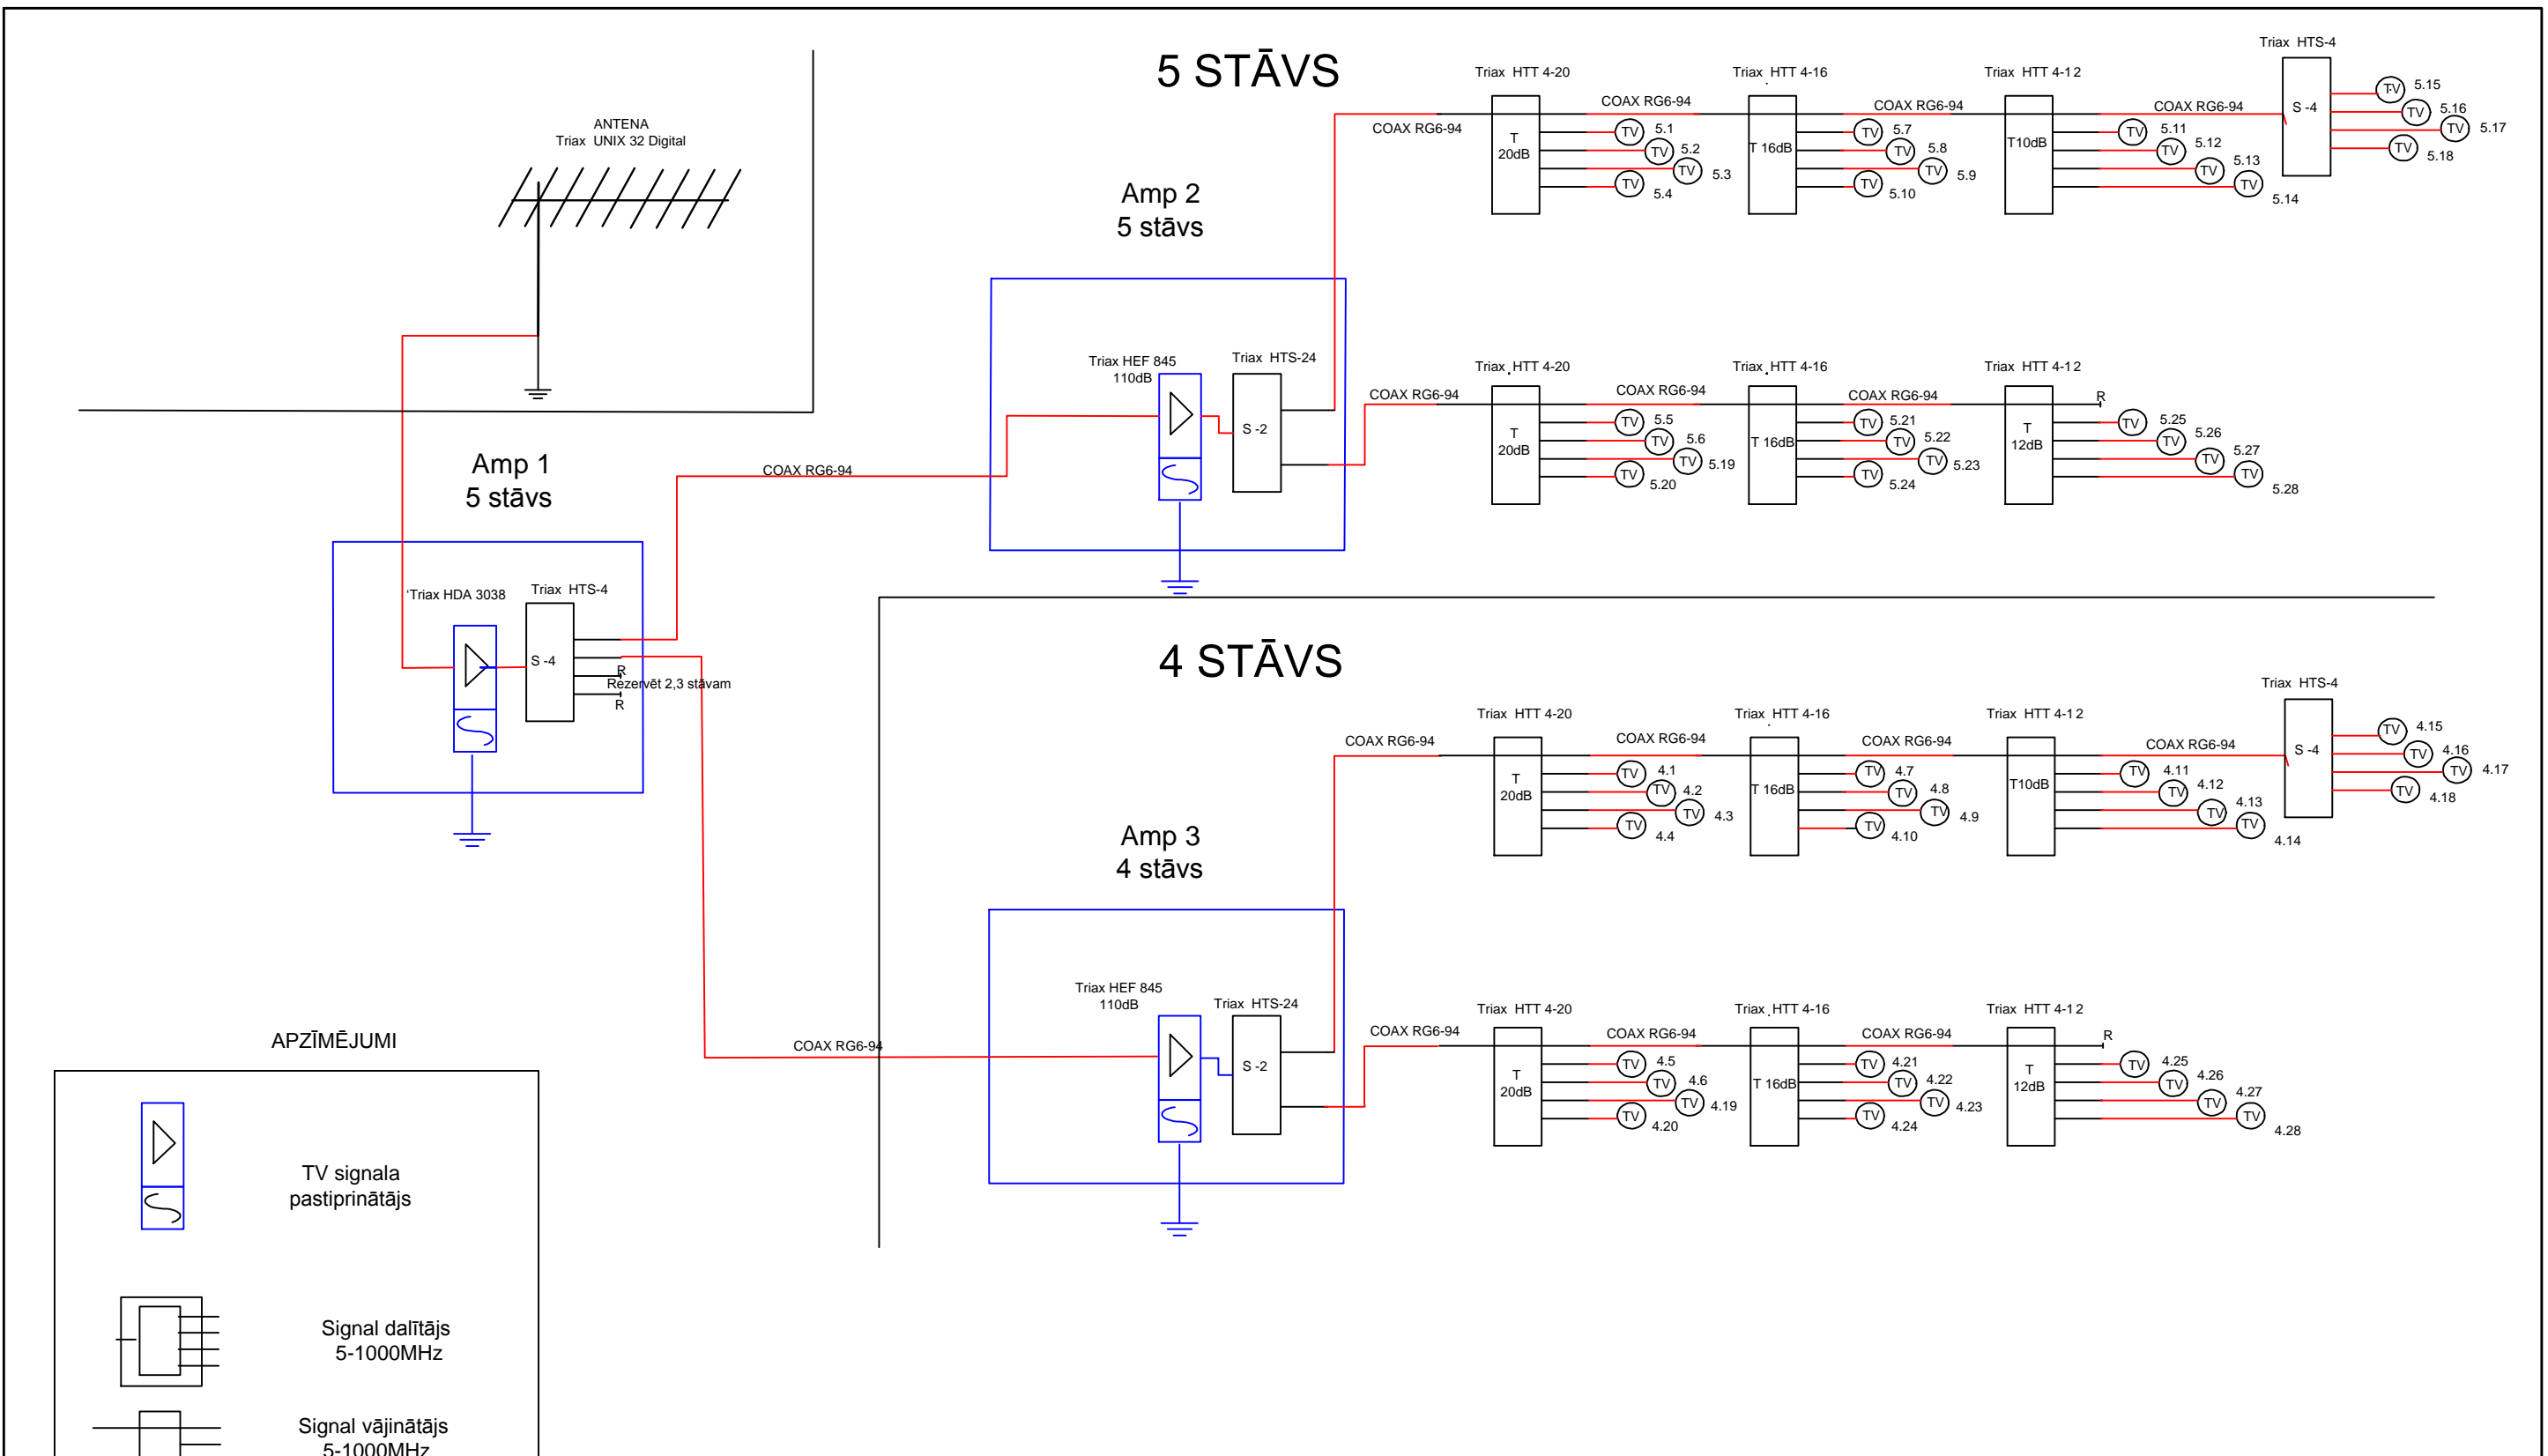 5 STĀVS
ANTENA
Triax UNIX 32 Digital
Triax HTT 4-20
Triax HTT 4-16
Triax HTT 4-12
Triax HTS-4
COAX RG6-94
COAX RG6-94
COAX RG6-94
COAX RG6-94
T
20dB
T 16dB
T10dB
S -4
TV 5.1
TV 5.2
TV 5.3
TV 5.4
TV 5.7
TV 5.8
TV 5.9
TV 5.10
TV 5.11
TV 5.12
TV 5.13
TV 5.14
TV 5.15
TV 5.16
TV 5.17
TV 5.18
Amp 2
5 stāvs
Triax HEF 845
110dB
Triax HTS-24
S -2
Triax HTT 4-20
Triax HTT 4-16
Triax HTT 4-12
COAX RG6-94
COAX RG6-94
COAX RG6-94
R
T
20dB
T 16dB
T
12dB
TV 5.5
TV 5.6
TV 5.19
TV 5.20
TV 5.21
TV 5.22
TV 5.23
TV 5.24
TV 5.25
TV 5.26
TV 5.27
TV 5.28
Amp 1
5 stāvs
COAX RG6-94
'Triax HDA 3038
Triax HTS-4
S -4
R
Rezervēt 2,3 stāvam
R
4 STĀVS
Triax HTT 4-20
Triax HTT 4-16
Triax HTT 4-12
Triax HTS-4
COAX RG6-94
COAX RG6-94
COAX RG6-94
COAX RG6-94
T
20dB
T 16dB
T10dB
S -4
TV 4.1
TV 4.2
TV 4.3
TV 4.4
TV 4.7
TV 4.8
TV 4.9
TV 4.10
TV 4.11
TV 4.12
TV 4.13
TV 4.14
TV 4.15
TV 4.16
TV 4.17
TV 4.18
Amp 3
4 stāvs
Triax HEF 845
110dB
Triax HTS-24
S -2
COAX RG6-94
Triax HTT 4-20
Triax HTT 4-16
Triax HTT 4-12
COAX RG6-94
COAX RG6-94
COAX RG6-94
R
T
20dB
T 16dB
T
12dB
TV 4.5
TV 4.6
TV 4.19
TV 4.20
TV 4.21
TV 4.22
TV 4.23
TV 4.24
TV 4.25
TV 4.26
TV 4.27
TV 4.28
APZĪMĒJUMI
TV signala
pastiprinātājs
Signal dalītājs
5-1000MHz
Signal vājinātājs
5-1000MHz